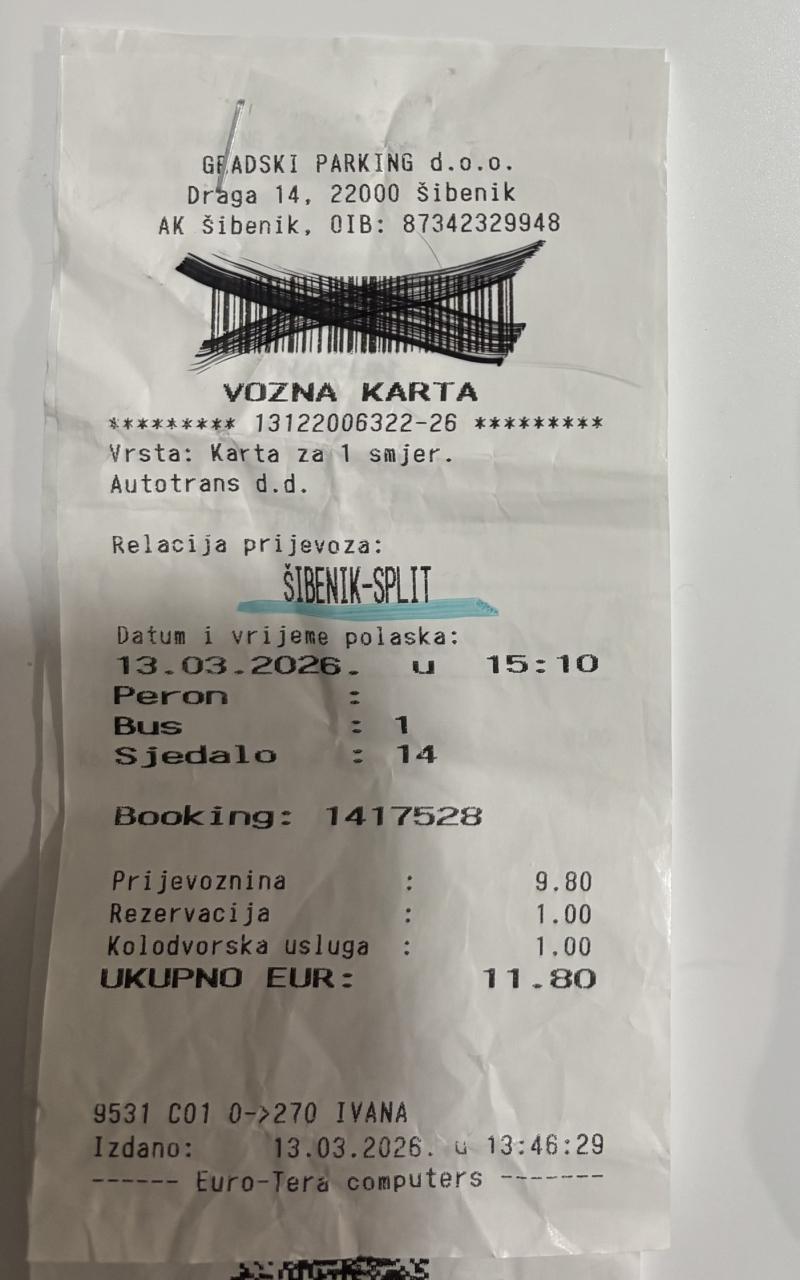 GRADSKI PARKING d.o.o.
Draga 14, 22000 Šibenik
AK Šibenik, OIB: 87342329948
VOZNA KARTA
********* 13122006322-26 *********
Vrsta: Karta za 1 smjer.
Autotrans d.d.
Relacija prijevoza:
ŠIBENIK-SPLIT
Datum i vrijeme polaska:
13.03.2026. u 15:10
Peron :
Bus : 1
Sjedalo : 14
Booking: 1417528
Prijevoznina : 9.80
Rezervacija : 1.00
Kolodvorska usluga : 1.00
UKUPNO EUR: 11.80
9531 C01 0->270 IVANA
Izdano: 13.03.2026. u 13:46:29
------ Euro-Tera computers -------